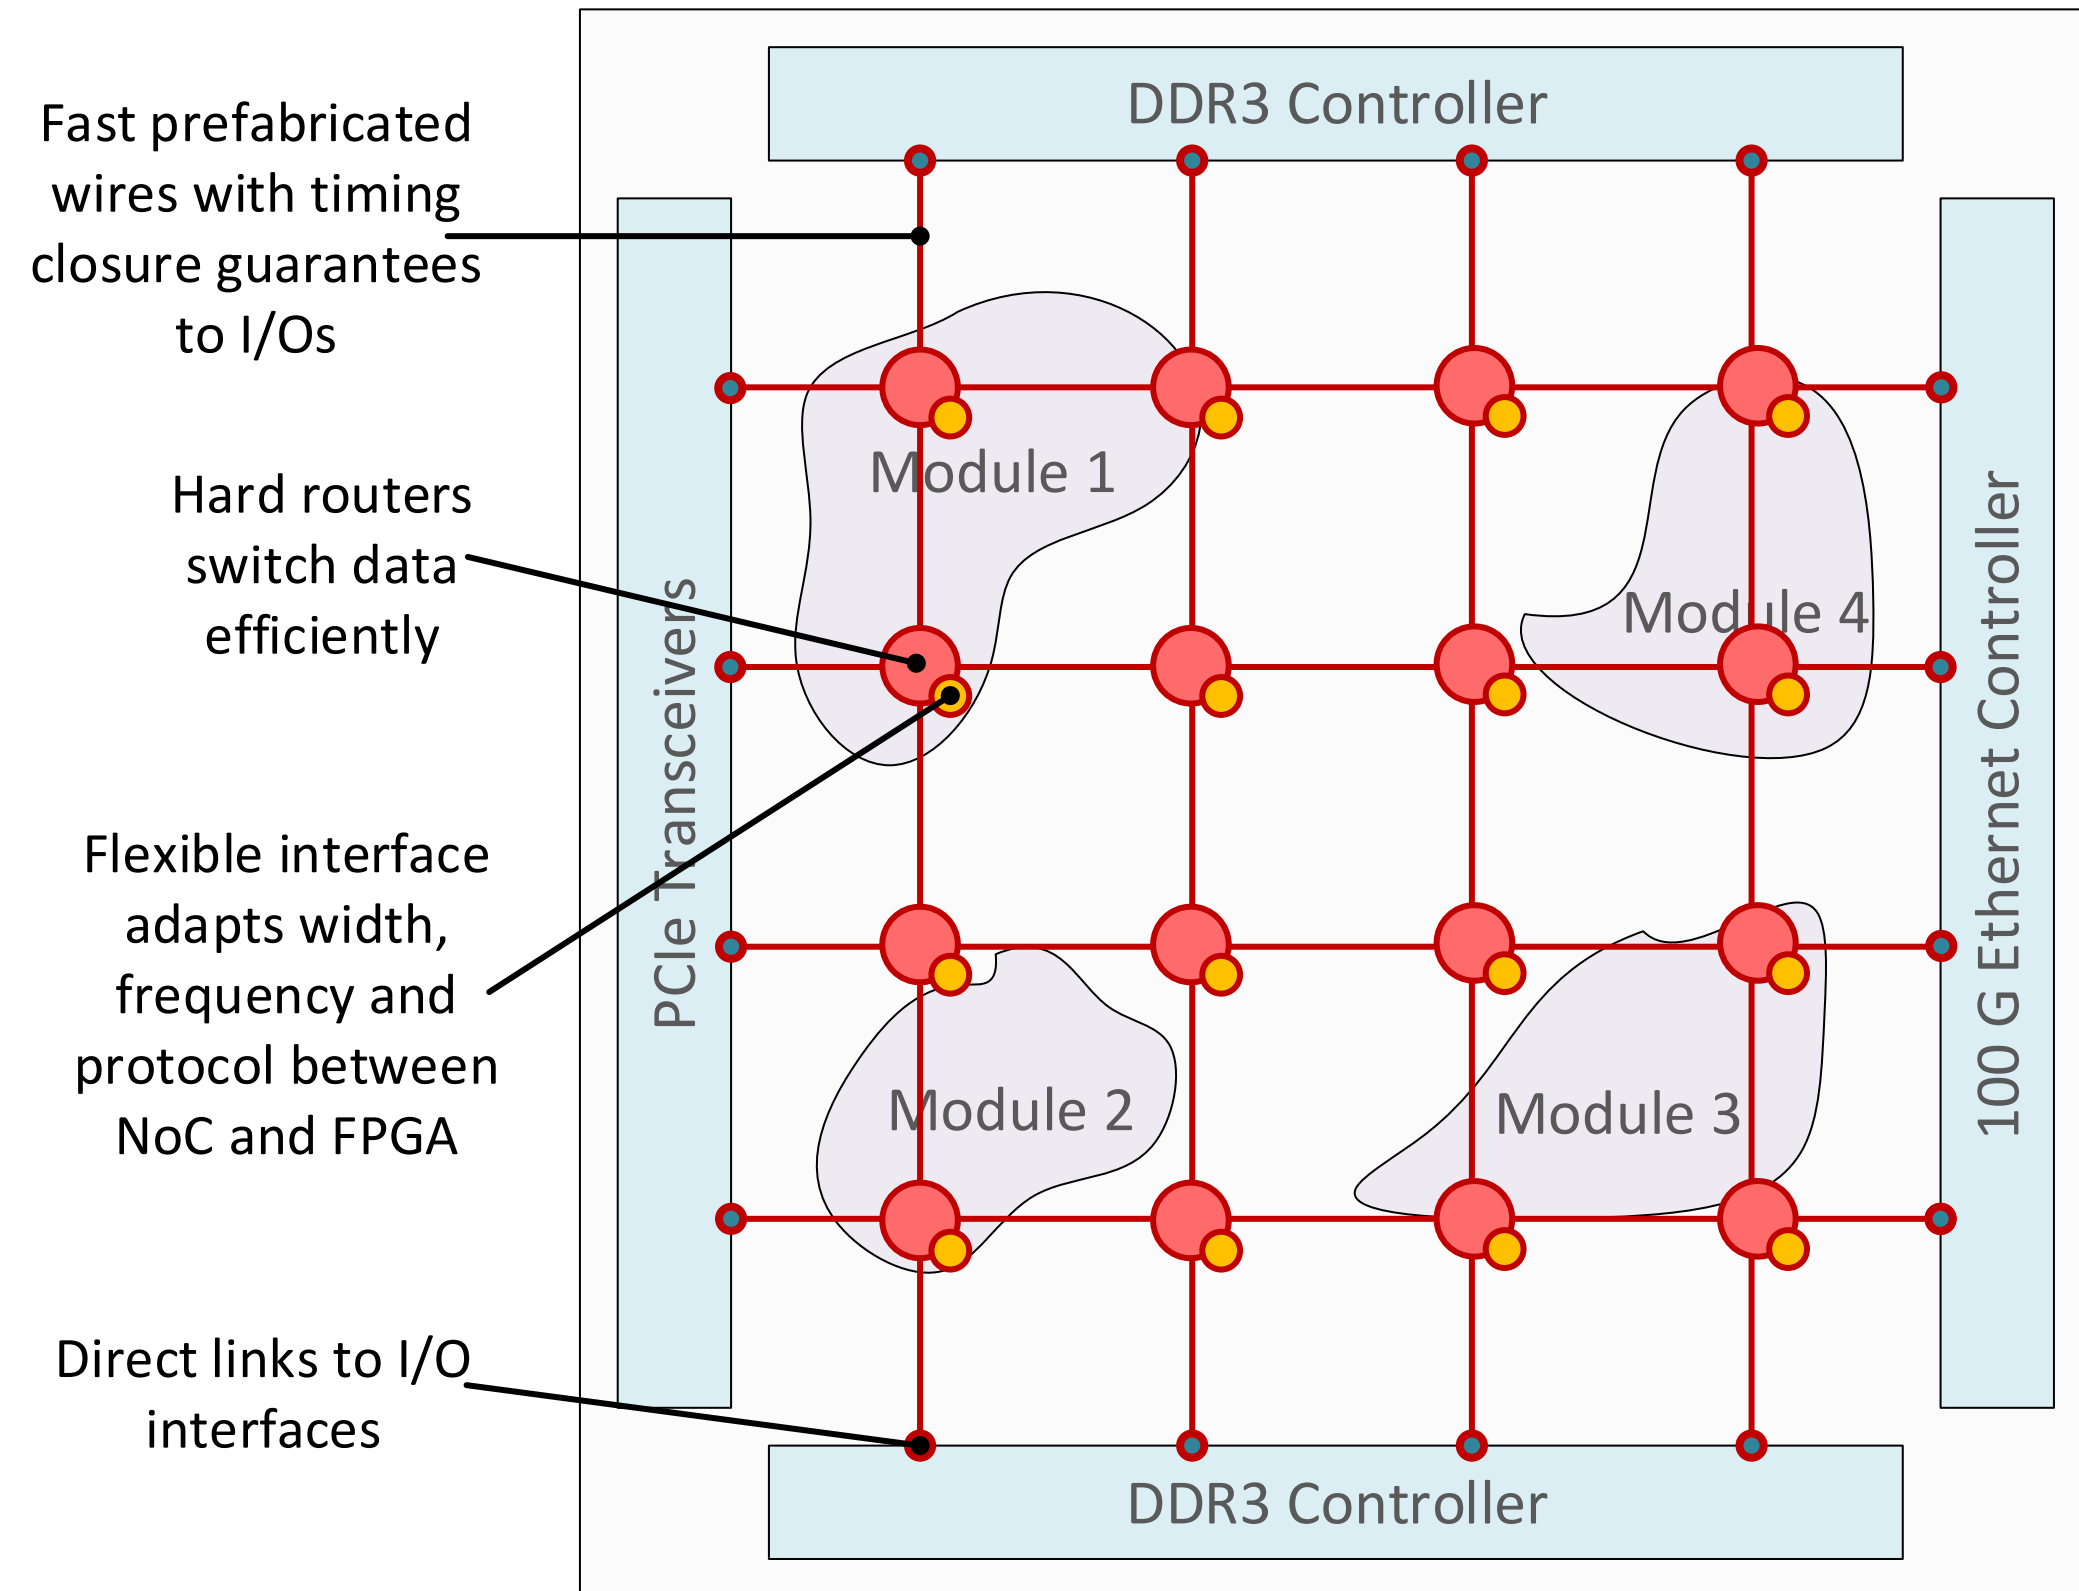 DDR3 Controller
Fast prefabricated
wires with timing
closure guarantees
to I/Os
Hard routers
switch data
efficiently
Flexible interface
adapts width,
frequency and
protocol between
NoC and FPGA
Direct links to I/O
interfaces
PCIe Transceivers
Module 1
Module 4
Module 2
Module 3
100 G Ethernet Controller
DDR3 Controller